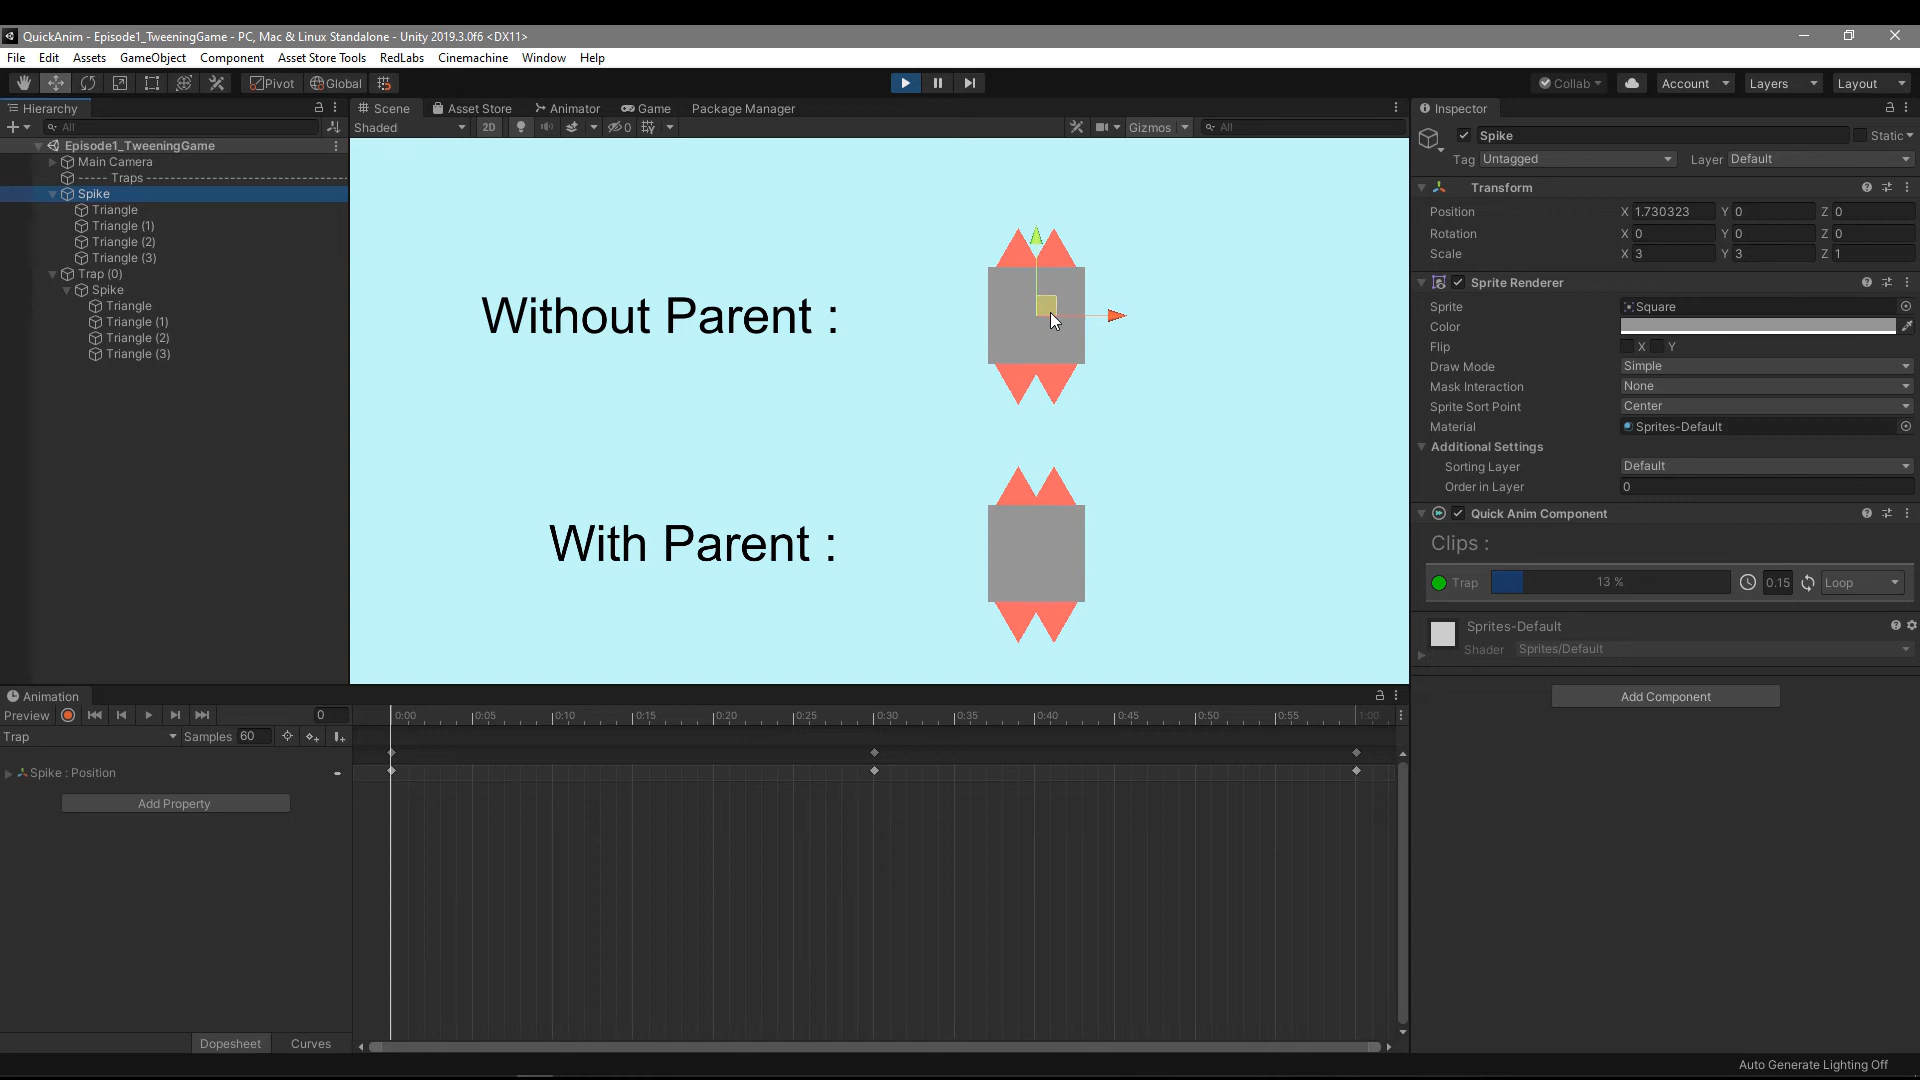 QuickAnim - Episode1_TweeningGame - PC, Mac & Linux Standalone - Unity 2019.3.0f6 <DX11>
File Edit Assets GameObject Component Asset Store Tools RedLabs Cinemachine Window Help
Pivot Global Collab Account Layers Layout
Hierarchy
All
Episode1_TweeningGame
Main Camera
----- Traps -----------------------------------
Spike
Triangle
Triangle (1)
Triangle (2)
Triangle (3)
Trap (0)
Spike
Triangle
Triangle (1)
Triangle (2)
Triangle (3)
Scene Asset Store Animator Game Package Manager
Shaded 2D 0 Gizmos All
Without Parent :
With Parent :
Inspector
Spike Static
Tag Untagged Layer Default
Transform
Position X 1.730323 Y 0 Z 0
Rotation X 0 Y 0 Z 0
Scale X 3 Y 3 Z 1
Sprite Renderer
Sprite Square
Color
Flip X Y
Draw Mode Simple
Mask Interaction None
Sprite Sort Point Center
Material Sprites-Default
Additional Settings
Sorting Layer Default
Order in Layer 0
Quick Anim Component
Clips :
Trap 13 % 0.15 Loop
Sprites-Default
Shader Sprites/Default
Add Component
Animation
Preview 0
0:00 0:05 0:10 0:15 0:20 0:25 0:30 0:35 0:40 0:45 0:50 0:55 1:00
Trap Samples 60
Spike : Position
Add Property
Dopesheet Curves
Auto Generate Lighting Off